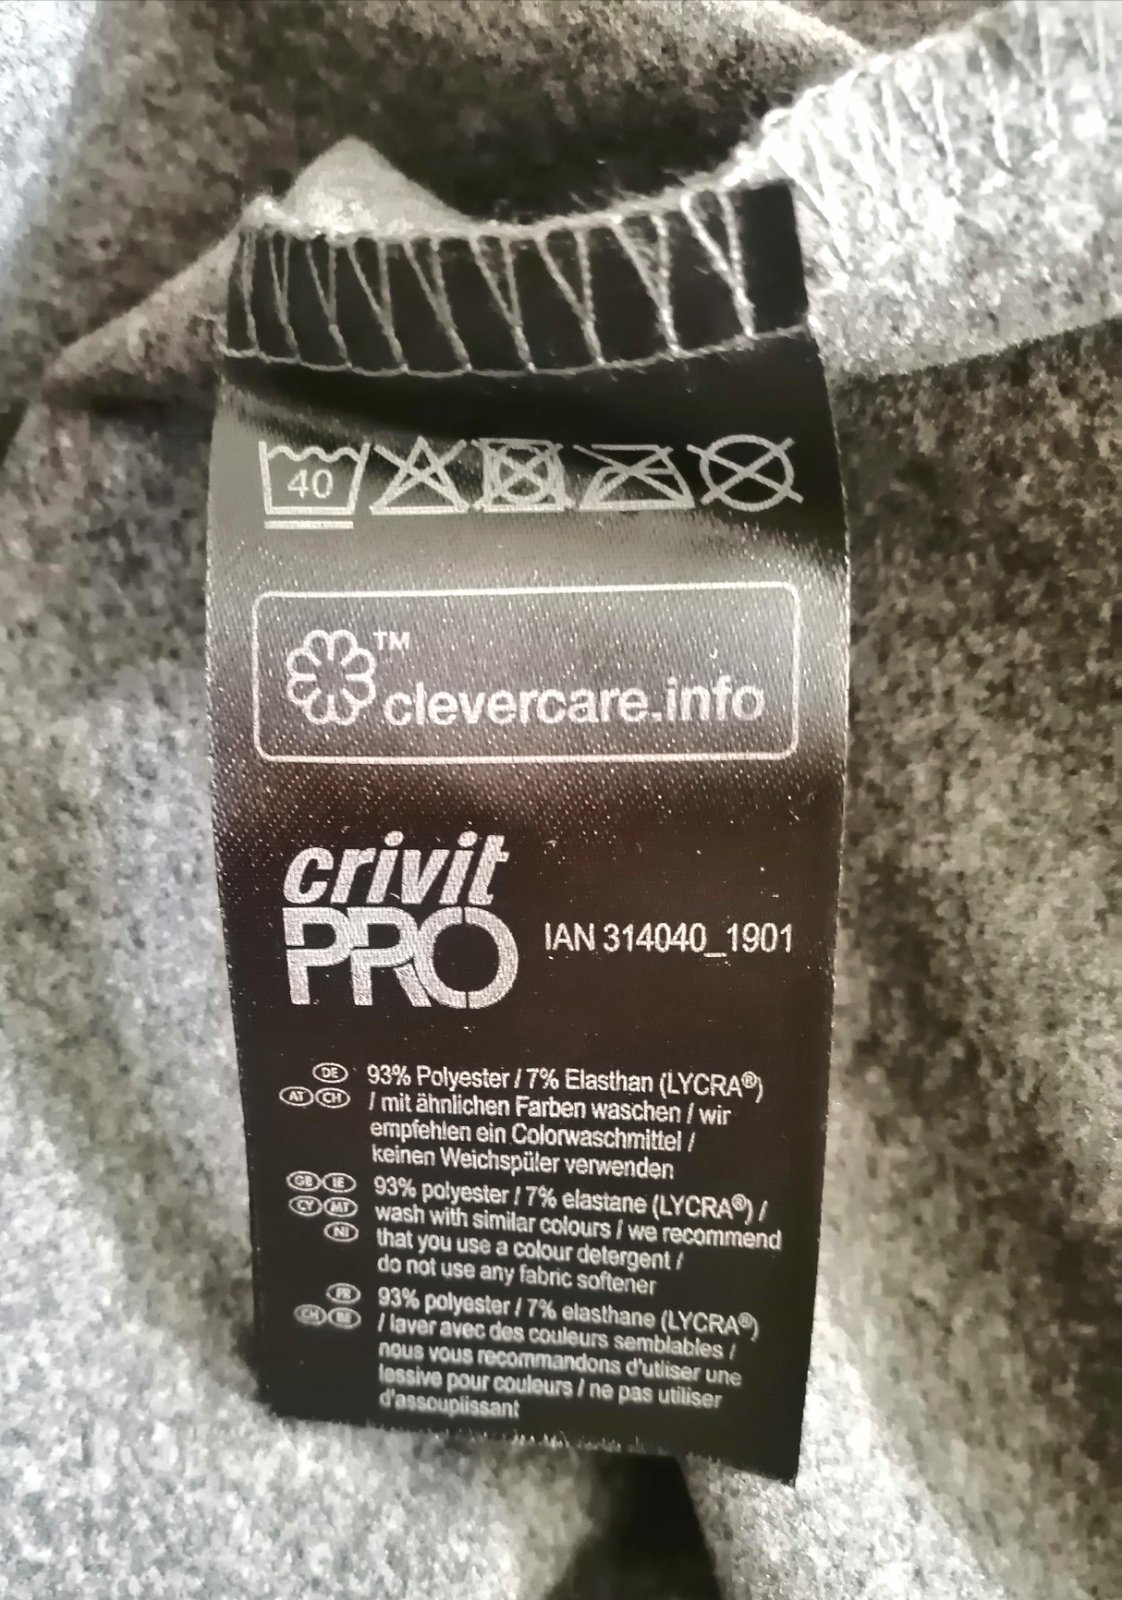 40
™
clevercare.info
crivit
PRO
IAN 314040_1901
DE 93% Polyester / 7% Elasthan (LYCRA®)
AT CH / mit ähnlichen Farben waschen / wir
empfehlen ein Colorwaschmittel /
keinen Weichspüler verwenden
GB IE 93% polyester / 7% elastane (LYCRA®) /
CY MT wash with similar colours / we recommend
NI that you use a colour detergent /
do not use any fabric softener
FR 93% polyester / 7% elasthane (LYCRA®)
CH BE / laver avec des couleurs semblables /
nous vous recommandons d'utliser une
lessive pour couleurs / ne pas utiliser
d'assouplissant